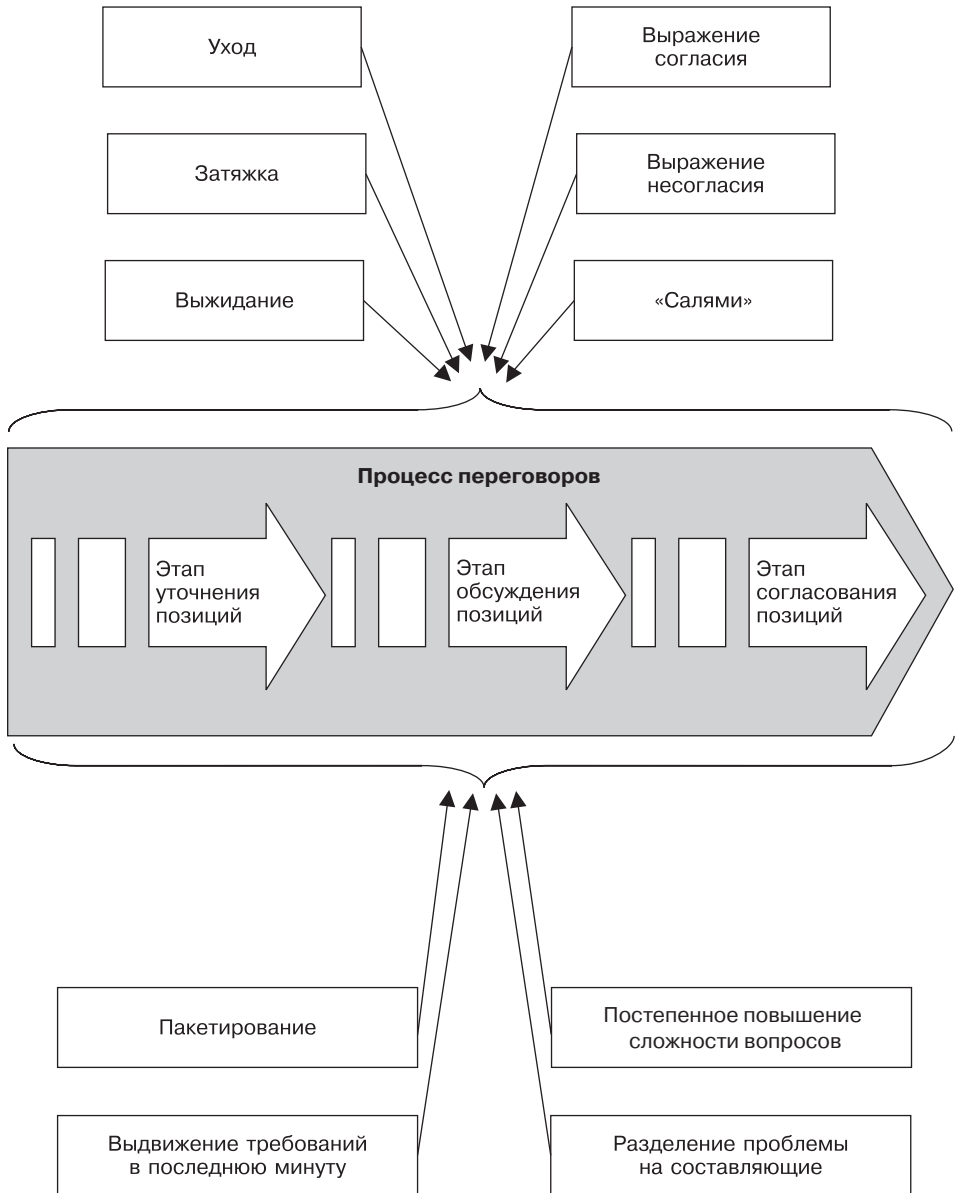 Уход
Выражение
согласия
Затяжка
Выражение
несогласия
Выжидание
«Салями»
Процесс переговоров
Этап
уточнения
позиций
Этап
обсуждения
позиций
Этап
согласования
позиций
Пакетирование
Постепенное повышение
сложности вопросов
Выдвижение требований
в последнюю минуту
Разделение проблемы
на составляющие